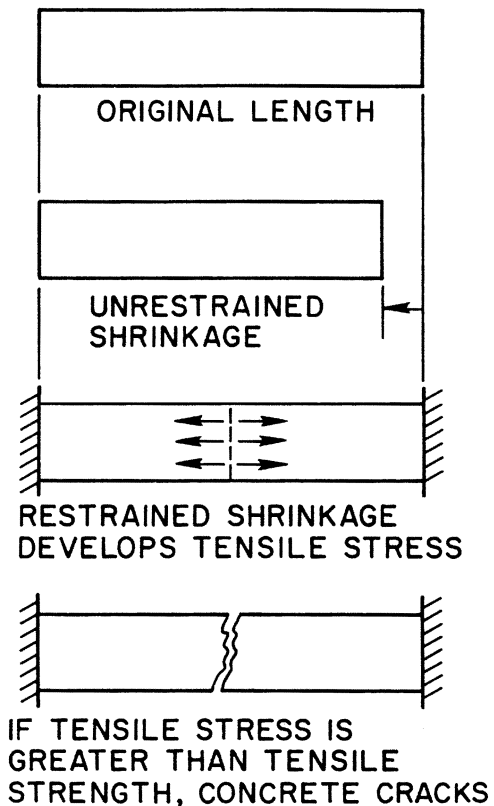 ORIGINAL LENGTH
UNRESTRAINED
SHRINKAGE
RESTRAINED SHRINKAGE
DEVELOPS TENSILE STRESS
IF TENSILE STRESS IS
GREATER THAN TENSILE
STRENGTH, CONCRETE CRACKS